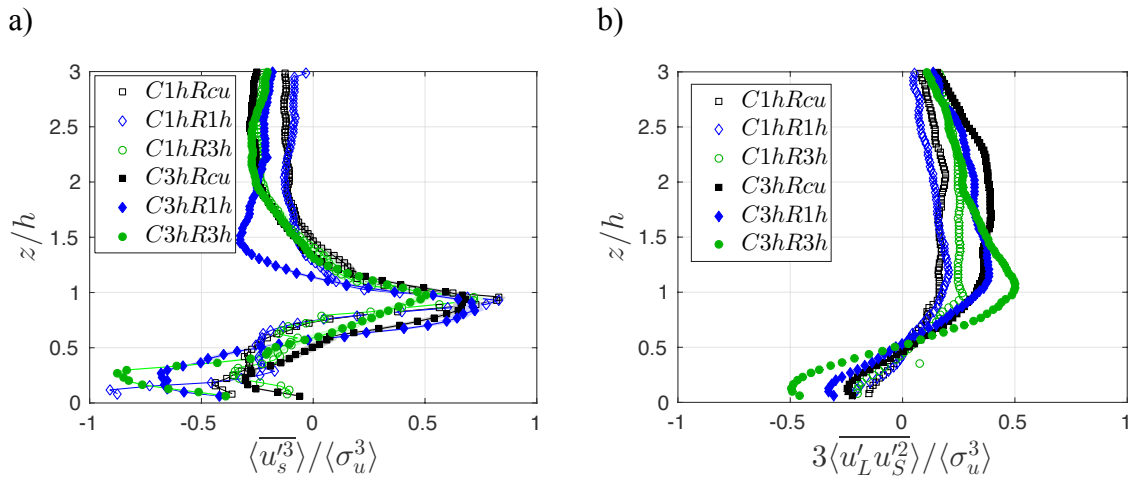 a)
3
2.5
2
1.5
1
0.5
0
z/h
C1hRcu
C1hR1h
C1hR3h
C3hRcu
C3hR1h
C3hR3h
-1 -0.5 0 0.5 1
⟨\overline{u_s'^3}⟩/⟨σ_u^3⟩
b)
3
2.5
2
1.5
1
0.5
0
z/h
C1hRcu
C1hR1h
C1hR3h
C3hRcu
C3hR1h
C3hR3h
-1 -0.5 0 0.5 1
3⟨\overline{u_L' u_S'^2}⟩/⟨σ_u^3⟩